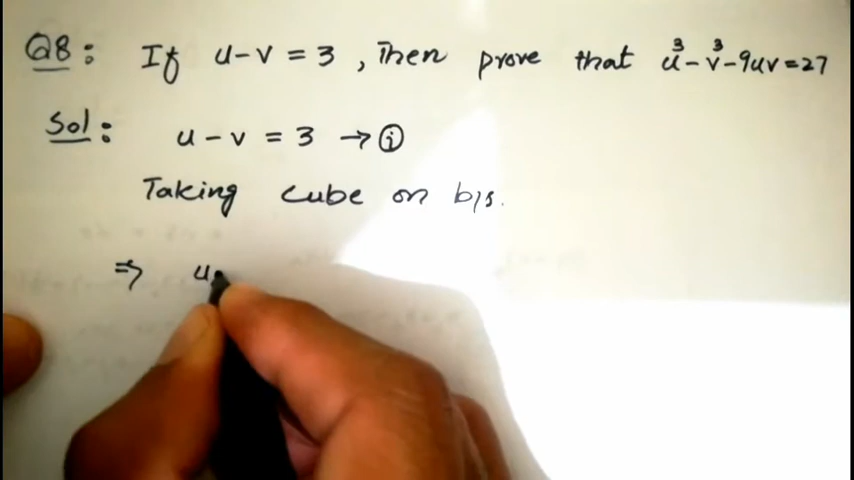 Q8: If u-v = 3, Then prove that u³-v³-9uv=27
Sol: u - v = 3 → ⓘ
Taking cube on b/s.
⇒ u